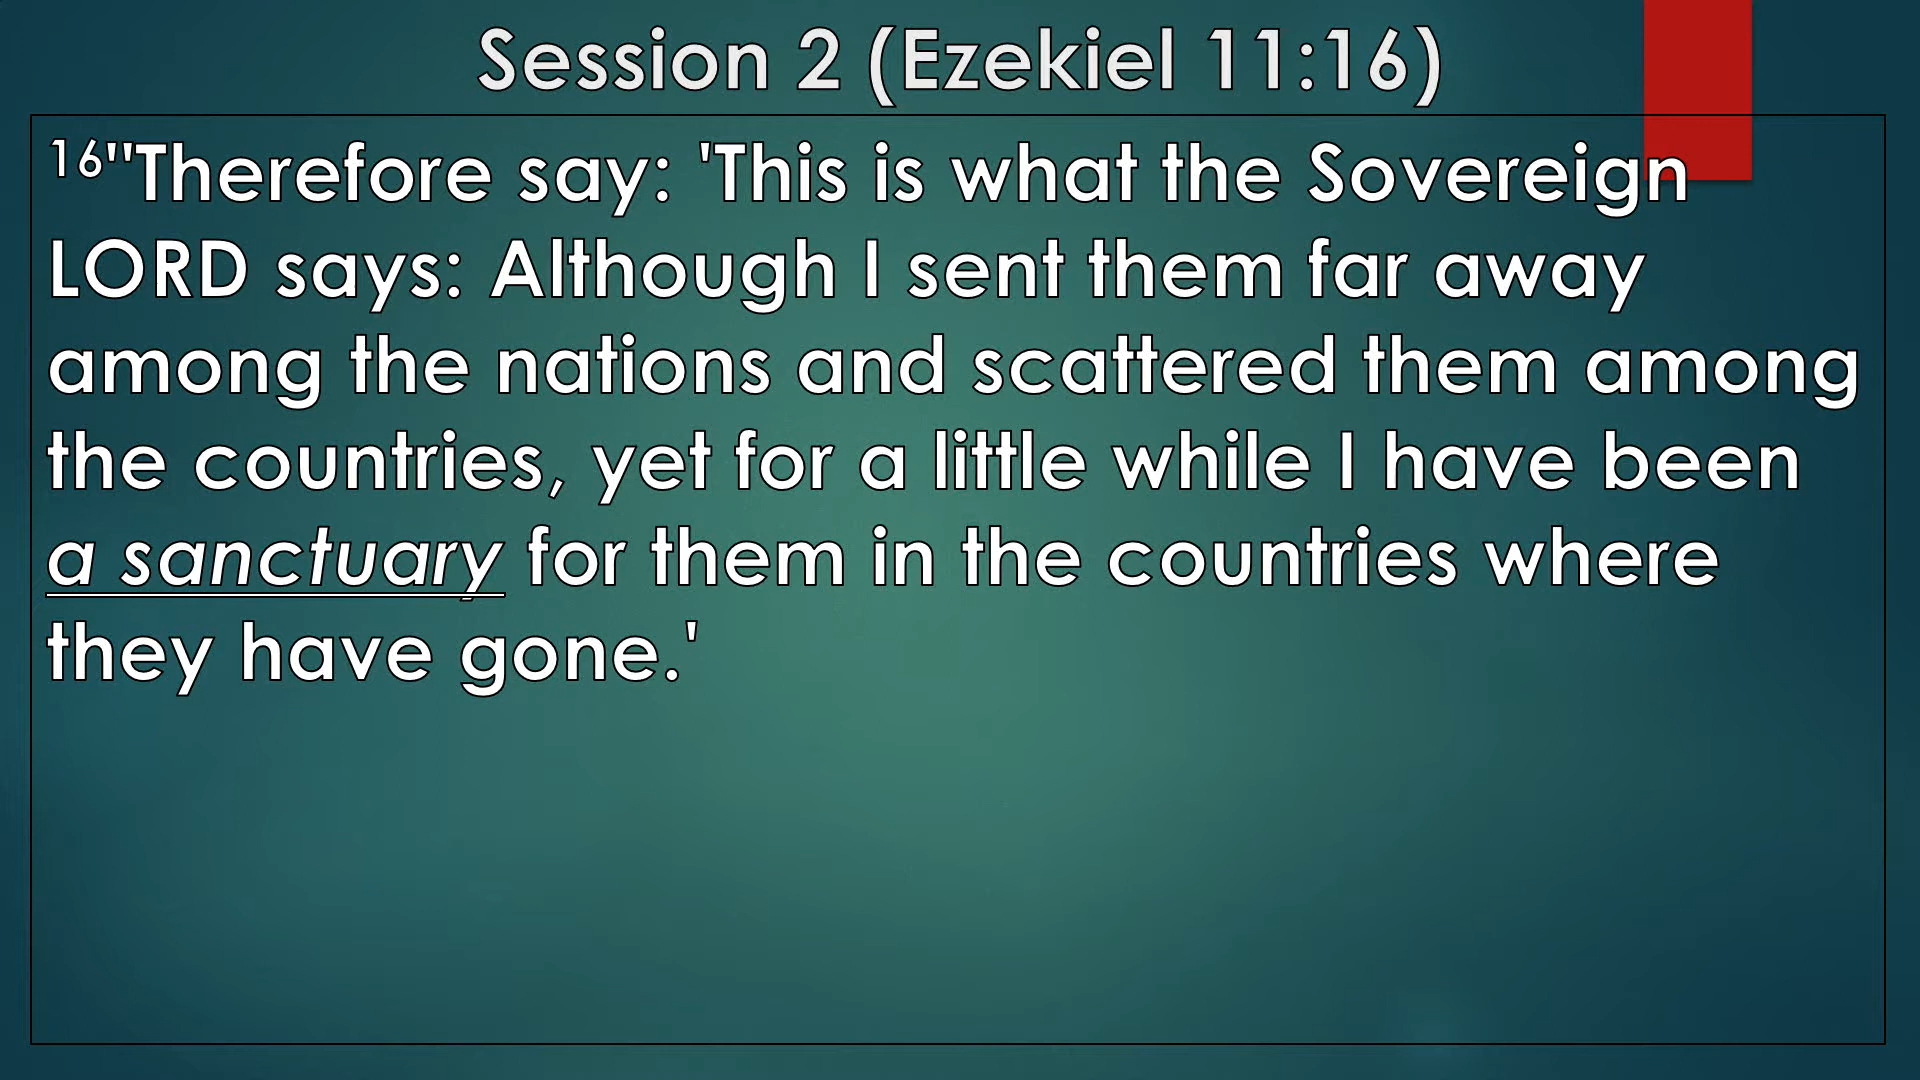 Session 2 (Ezekiel 11:16)
16"Therefore say: 'This is what the Sovereign
LORD says: Although I sent them far away
among the nations and scattered them among
the countries, yet for a little while I have been
a sanctuary for them in the countries where
they have gone.'